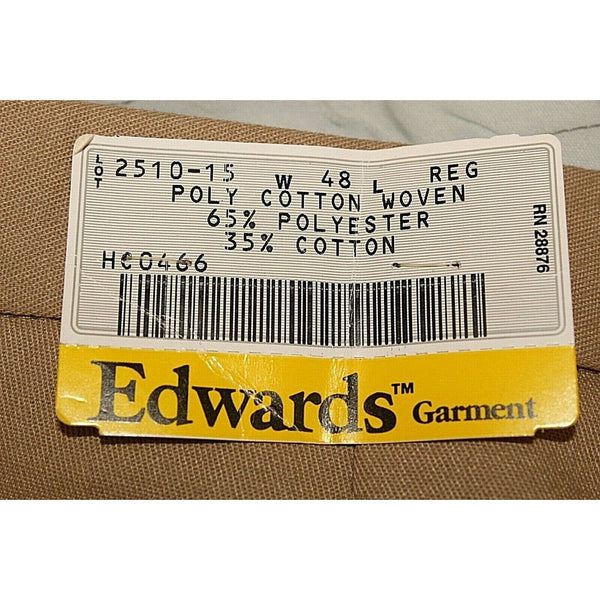 LOT 2510-15 W 48 L REG
POLY COTTON WOVEN
65% POLYESTER
35% COTTON
HC0466
RN 28876
Edwards™ Garment